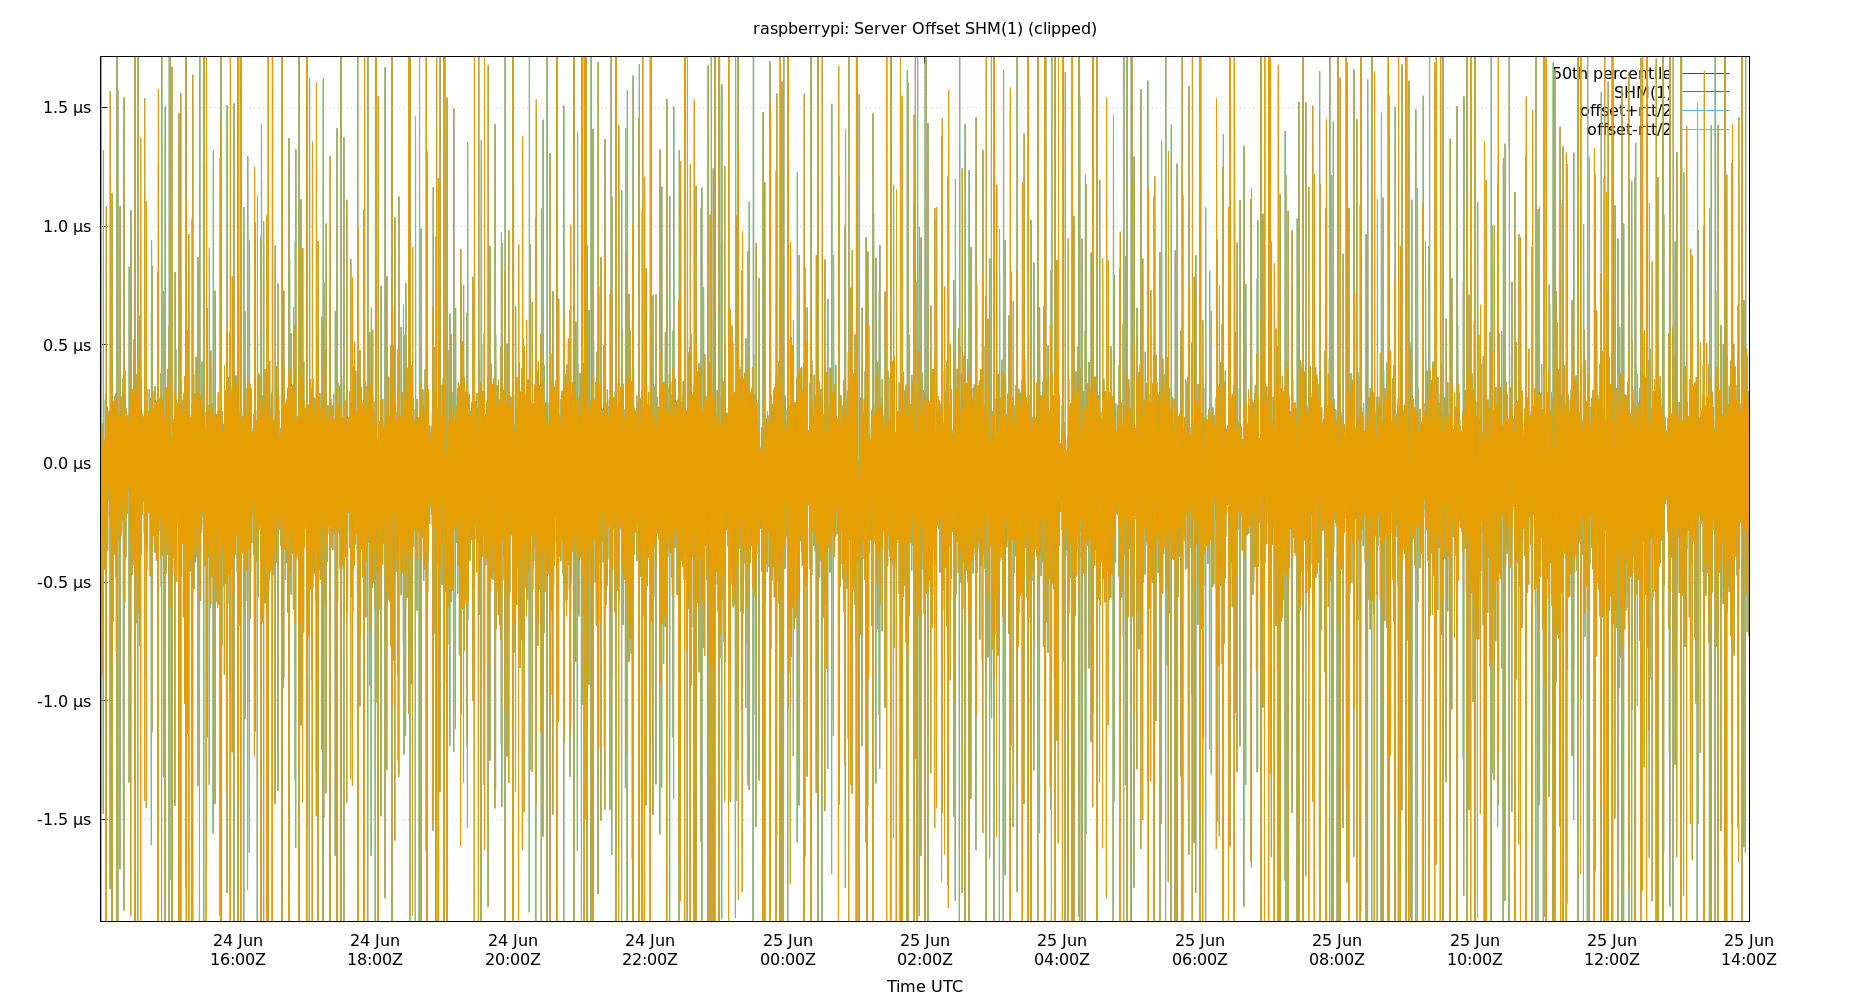 raspberrypi: Server Offset SHM(1) (clipped)
50th percentile
SHM(1)
offset+rtt/2
offset-rtt/2
1.5 µs
1.0 µs
0.5 µs
0.0 µs
-0.5 µs
-1.0 µs
-1.5 µs
24 Jun 24 Jun 24 Jun 24 Jun 25 Jun 25 Jun 25 Jun 25 Jun 25 Jun 25 Jun 25 Jun 25 Jun
16:00Z 18:00Z 20:00Z 22:00Z 00:00Z 02:00Z 04:00Z 06:00Z 08:00Z 10:00Z 12:00Z 14:00Z
Time UTC